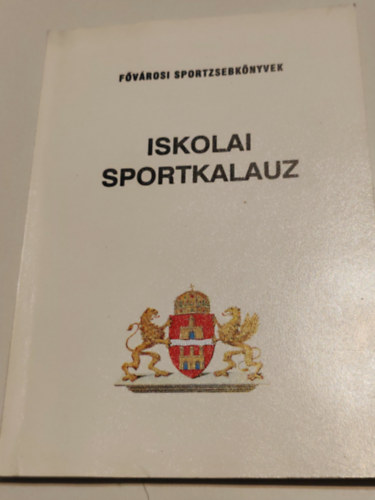 FŐVÁROSI SPORTZSEBKÖNYVEK
ISKOLAI
SPORTKALAUZ